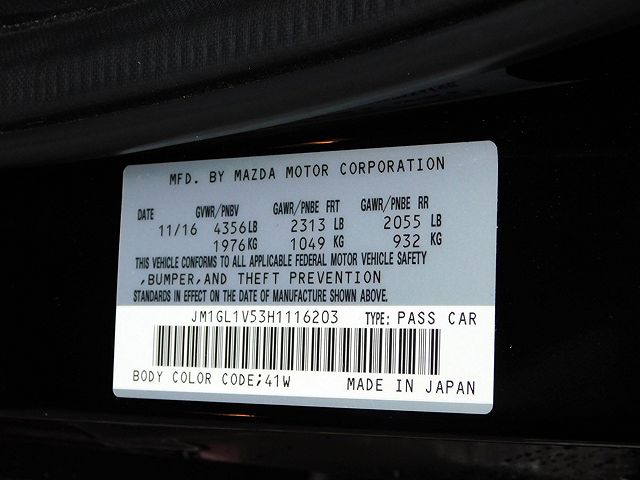 MFD. BY MAZDA MOTOR CORPORATION
DATE GVWR/PNBV GAWR/PNBE FRT GAWR/PNBE RR
11/16 4356LB 2313 LB 2055 LB
1976KG 1049 KG 932 KG
THIS VEHICLE CONFORMS TO ALL APPLICABLE FEDERAL MOTOR VEHICLE SAFETY
,BUMPER,AND THEFT PREVENTION
STANDARDS IN EFFECT ON THE DATE OF MANUFACTURE SHOWN ABOVE.
JM1GL1V53H1116203 TYPE: PASS CAR
BODY COLOR CODE;41W MADE IN JAPAN